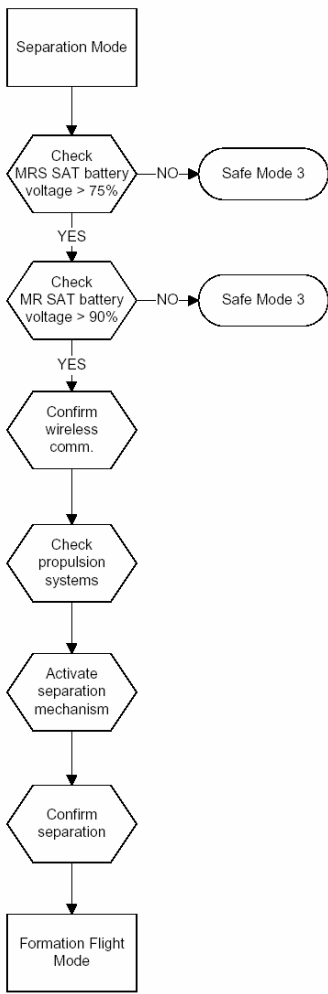 Separation Mode
Check
MRS SAT battery
voltage > 75%
NO
Safe Mode 3
YES
Check
MR SAT battery
voltage > 90%
NO
Safe Mode 3
YES
Confirm
wireless
comm.
Check
propulsion
systems
Activate
separation
mechanism
Confirm
separation
Formation Flight
Mode